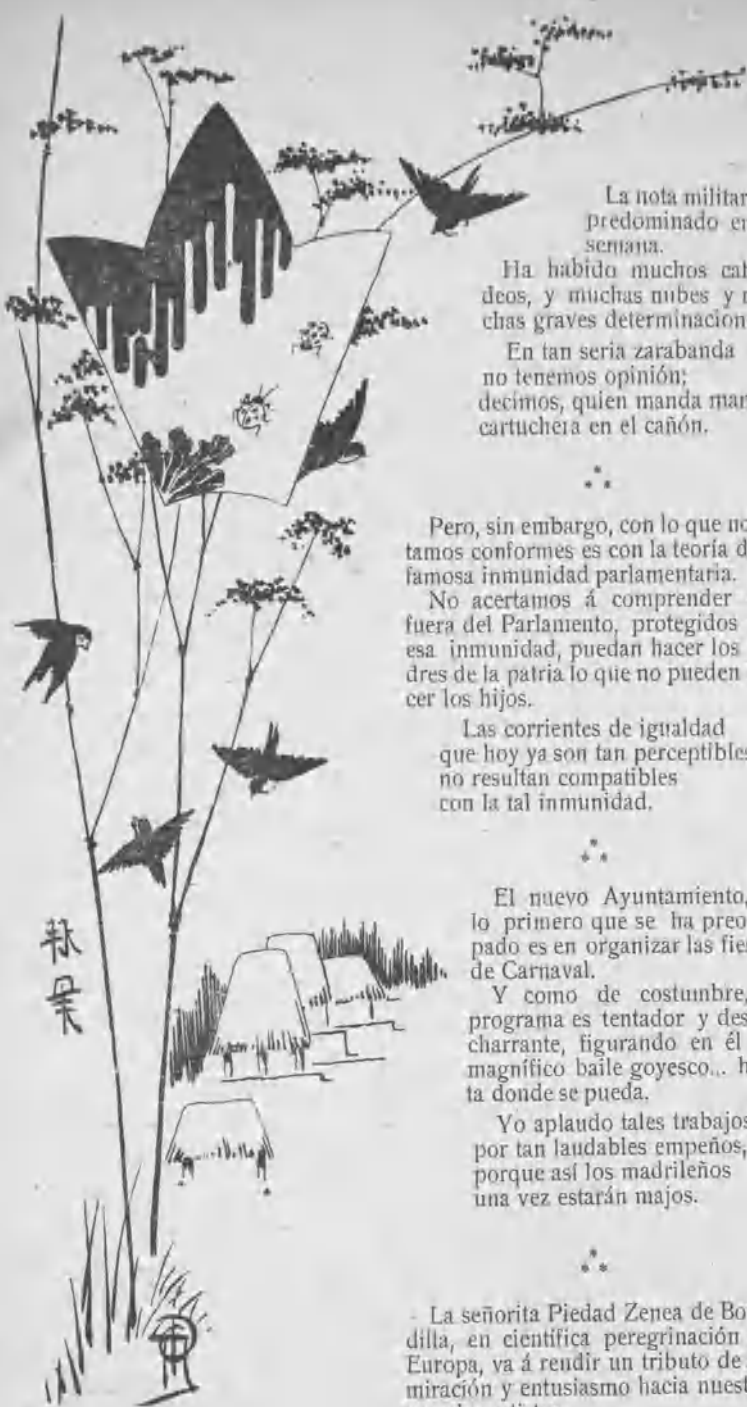 La nota militar
predominado en
semana.
Ha habido muchos cab
deos, y muchas nubes y m
chas graves determinacion
En tan seria zarabanda
no tenemos opinión;
decimos, quien manda man
cartuchera en el cañón.
Pero, sin embargo, con lo que no
tamos conformes es con la teoría d
famosa inmunidad parlamentaria.
No acertamos á comprender
fuera del Parlamento, protegidos
esa inmunidad, puedan hacer los
dres de la patria lo que no pueden
cer los hijos.
Las corrientes de igualdad
que hoy ya son tan perceptibles
no resultan compatibles
con la tal inmunidad.
El nuevo Ayuntamiento,
lo primero que se ha preo
pado es en organizar las fies
de Carnaval.
Y como de costumbre,
programa es tentador y des
charrante, figurando en él
magnífico baile goyesco... h
ta donde se pueda.
Yo aplaudo tales trabajos
por tan laudables empeños,
porque así los madrileños
una vez estarán majos.
La señorita Piedad Zenea de Bo
dilla, en científica peregrinación
Europa, va á rendir un tributo de
miración y entusiasmo hacia nuest